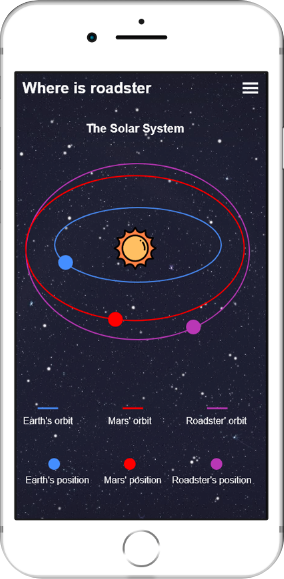 Where is roadster
The Solar System
Earth's orbit Mars' orbit Roadster' orbit
Earth's position Mars' position Roadster's position